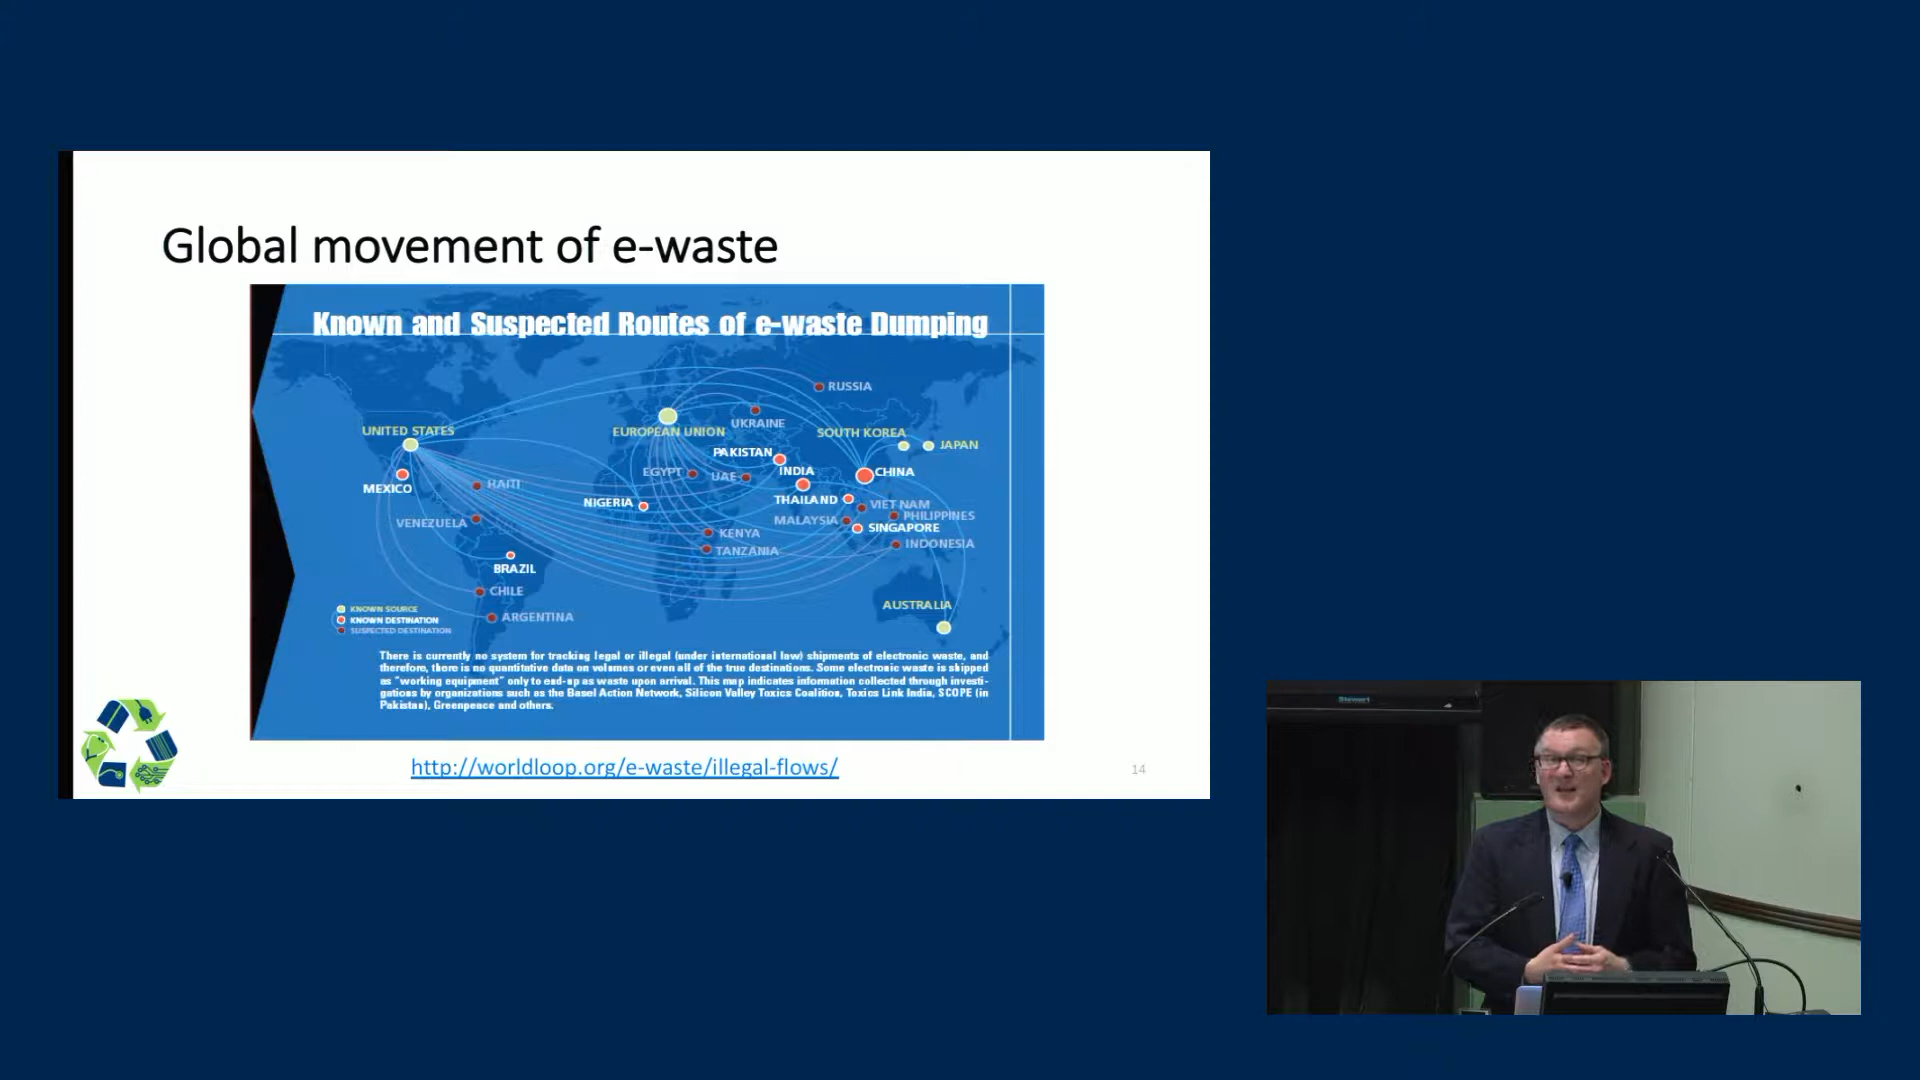 Global movement of e-waste
Known and Suspected Routes of e-waste Dumping
RUSSIA
UKRAINE
UNITED STATES
EUROPEAN UNION
SOUTH KOREA
JAPAN
PAKISTAN
EGYPT
UAE
INDIA
CHINA
MEXICO
HAITI
NIGERIA
THAILAND
VIET NAM
PHILIPPINES
VENEZUELA
MALAYSIA
SINGAPORE
KENYA
TANZANIA
INDONESIA
BRAZIL
CHILE
AUSTRALIA
ARGENTINA
KNOWN SOURCE
KNOWN DESTINATION
SUSPECTED DESTINATION
There is currently no system for tracking legal or illegal (under international law) shipments of electronic waste, and
therefore, there is no quantitative data on volumes or even all of the true destinations. Some electronic waste is shipped
as "working equipment" only to end-up as waste upon arrival. This map indicates information collected through investi-
gations by organizations such as the Basel Action Network, Silicon Valley Toxics Coalition, Toxics Link India, SCOPE (in
Pakistan), Greenpeace and others.
http://worldloop.org/e-waste/illegal-flows/
14
Stewart